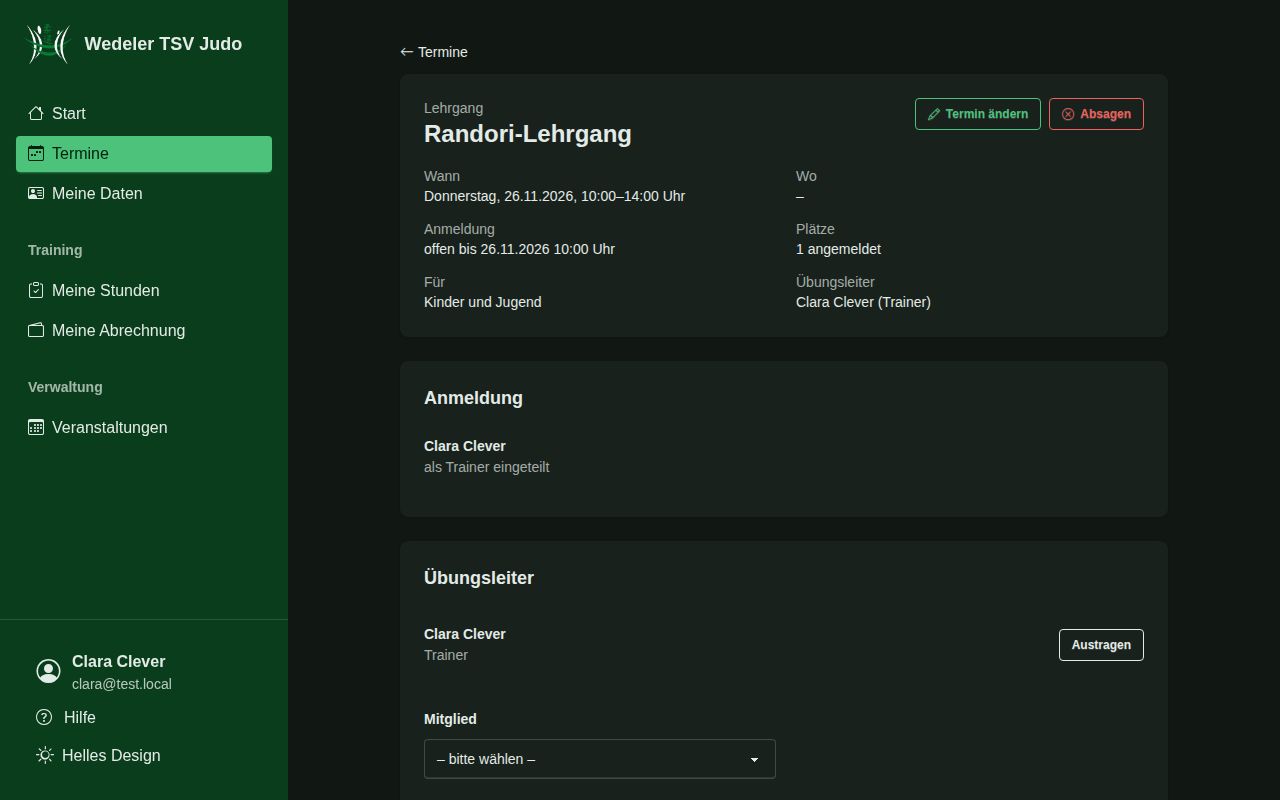 Wedeler TSV Judo
Start
Termine
Meine Daten
Training
Meine Stunden
Meine Abrechnung
Verwaltung
Veranstaltungen
Clara Clever
clara@test.local
Hilfe
Helles Design
← Termine
Lehrgang
Randori-Lehrgang
Termin ändern
Absagen
Wann
Donnerstag, 26.11.2026, 10:00–14:00 Uhr
Wo
–
Anmeldung
offen bis 26.11.2026 10:00 Uhr
Plätze
1 angemeldet
Für
Kinder und Jugend
Übungsleiter
Clara Clever (Trainer)
Anmeldung
Clara Clever
als Trainer eingeteilt
Übungsleiter
Clara Clever
Trainer
Austragen
Mitglied
– bitte wählen –